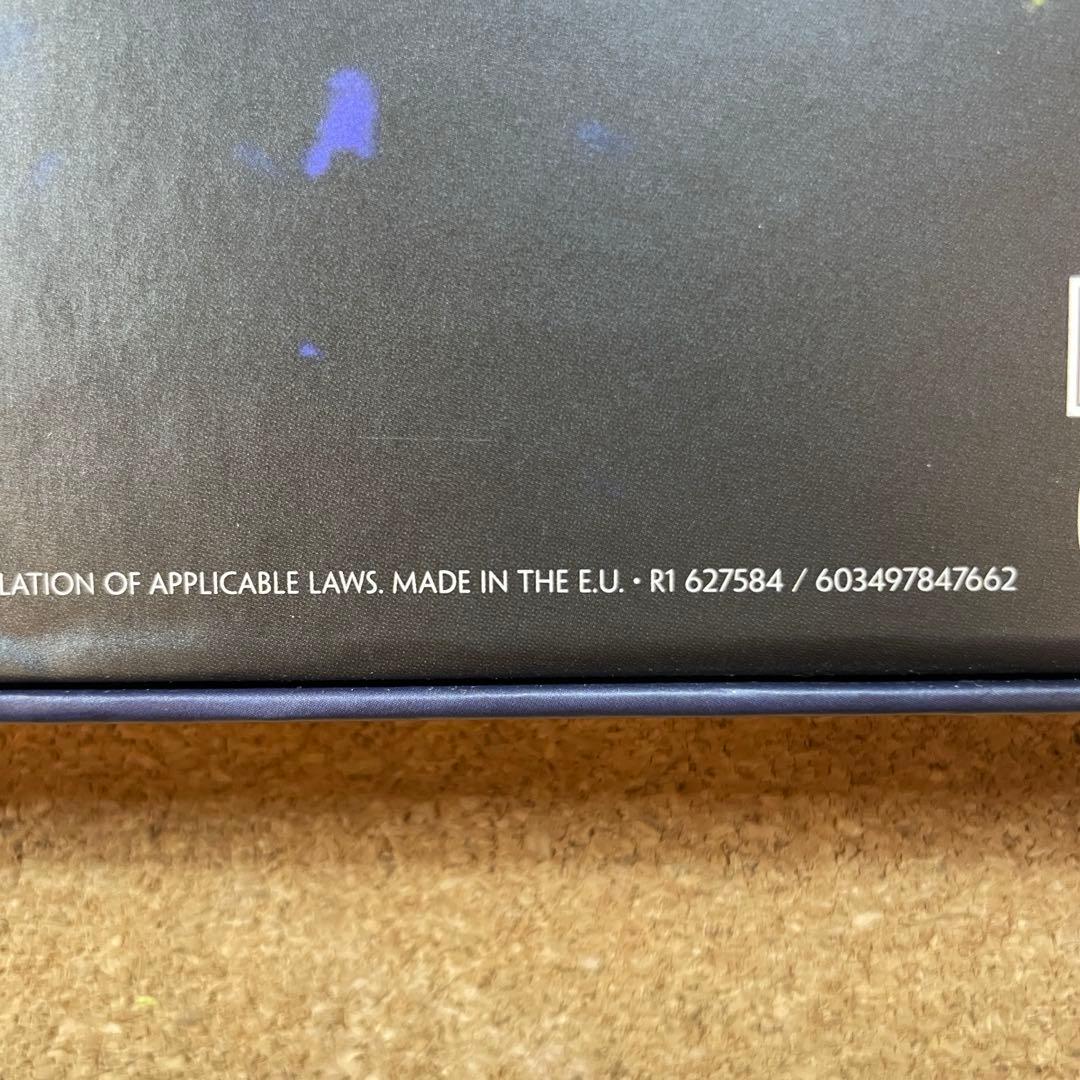 LATION OF APPLICABLE LAWS. MADE IN THE E.U. • R1 627584 / 603497847662